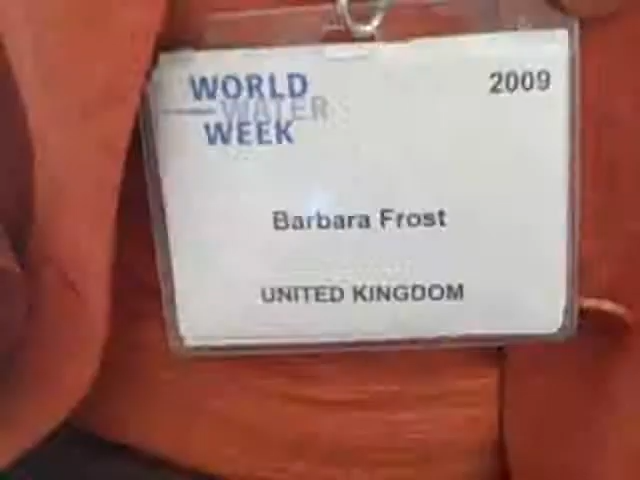 WORLD
WATER
WEEK
2009
Barbara Frost
UNITED KINGDOM